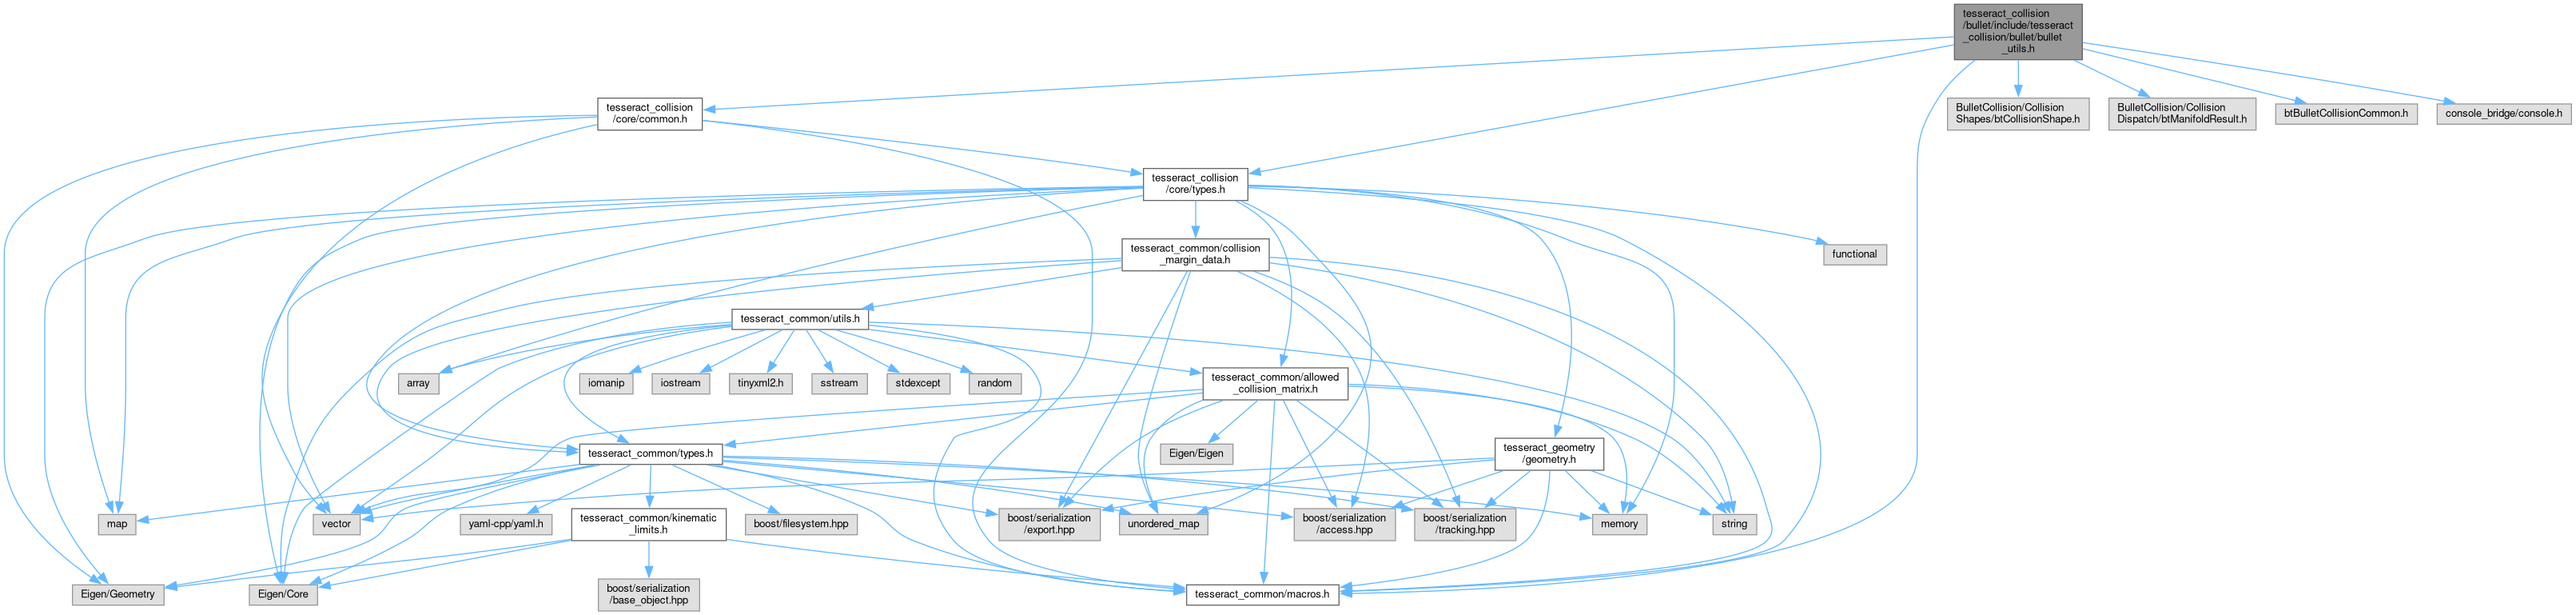 tesseract_collision
/bullet/include/tesseract
_collision/bullet/bullet
_utils.h
tesseract_collision
/core/common.h
BulletCollision/Collision
Shapes/btCollisionShape.h
BulletCollision/Collision
Dispatch/btManifoldResult.h
btBulletCollisionCommon.h
console_bridge/console.h
tesseract_collision
/core/types.h
tesseract_common/collision
_margin_data.h
functional
tesseract_common/utils.h
array
iomanip
iostream
tinyxml2.h
sstream
stdexcept
random
tesseract_common/allowed
_collision_matrix.h
tesseract_common/types.h
Eigen/Eigen
tesseract_geometry
/geometry.h
map
vector
yaml-cpp/yaml.h
tesseract_common/kinematic
_limits.h
boost/filesystem.hpp
boost/serialization
/export.hpp
unordered_map
boost/serialization
/access.hpp
boost/serialization
/tracking.hpp
memory
string
Eigen/Geometry
Eigen/Core
boost/serialization
/base_object.hpp
tesseract_common/macros.h